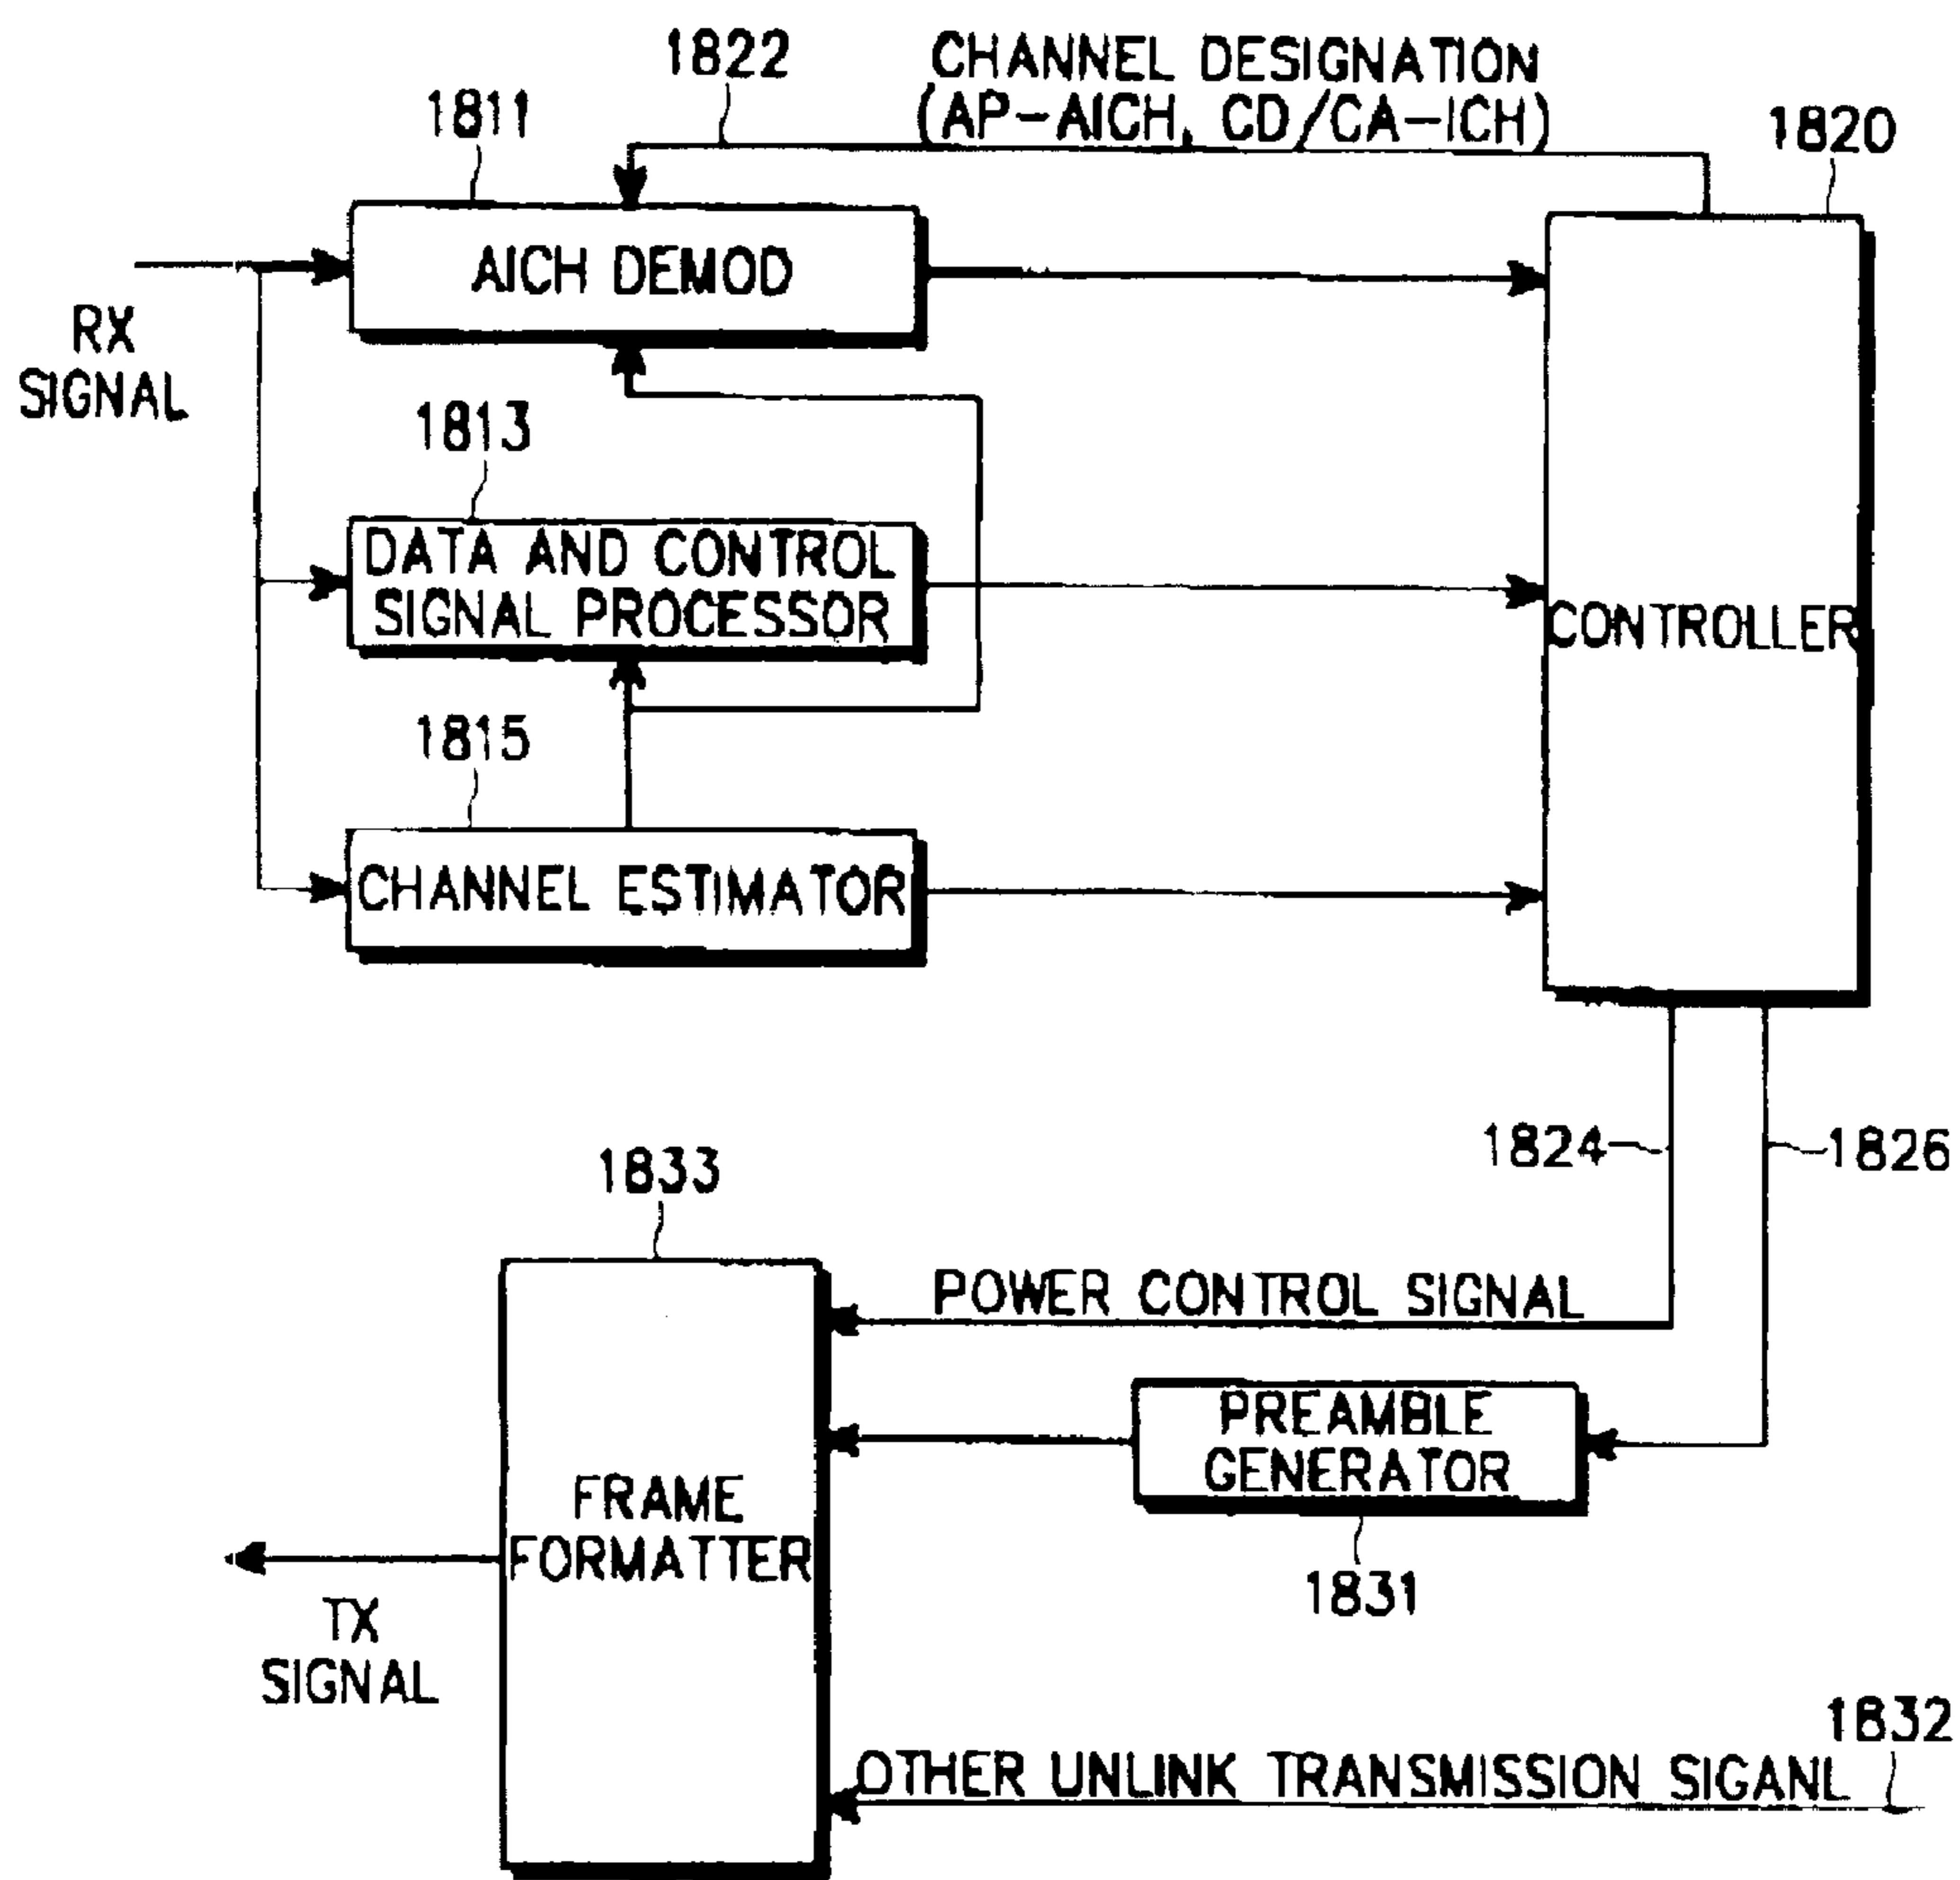 1822
CHANNEL DESIGNATION
(AP-AICH, CD/CA-ICH)
1811
1820
AICH DEMOD
RX
SIGNAL
1813
DATA AND CONTROL
SIGNAL PROCESSOR
CONTROLLER
1815
CHANNEL ESTIMATOR
1824
1826
1833
POWER CONTROL SIGNAL
PREAMBLE
GENERATOR
FRAME
FORMATTER
1831
TX
SIGNAL
1832
OTHER UNLINK TRANSMISSION SIGANL